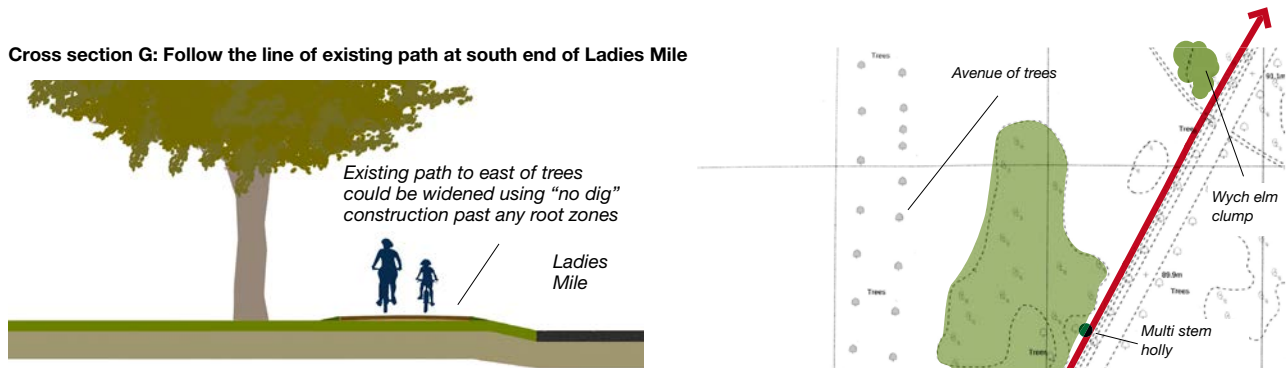 Cross section G: Follow the line of existing path at south end of Ladies Mile
Existing path to east of trees
could be widened using “no dig”
construction past any root zones
Ladies
Mile
Trees
Avenue of trees
93.1m
Trees
Wych elm
clump
89.9m
Trees
Trees
Multi stem
holly
Trees